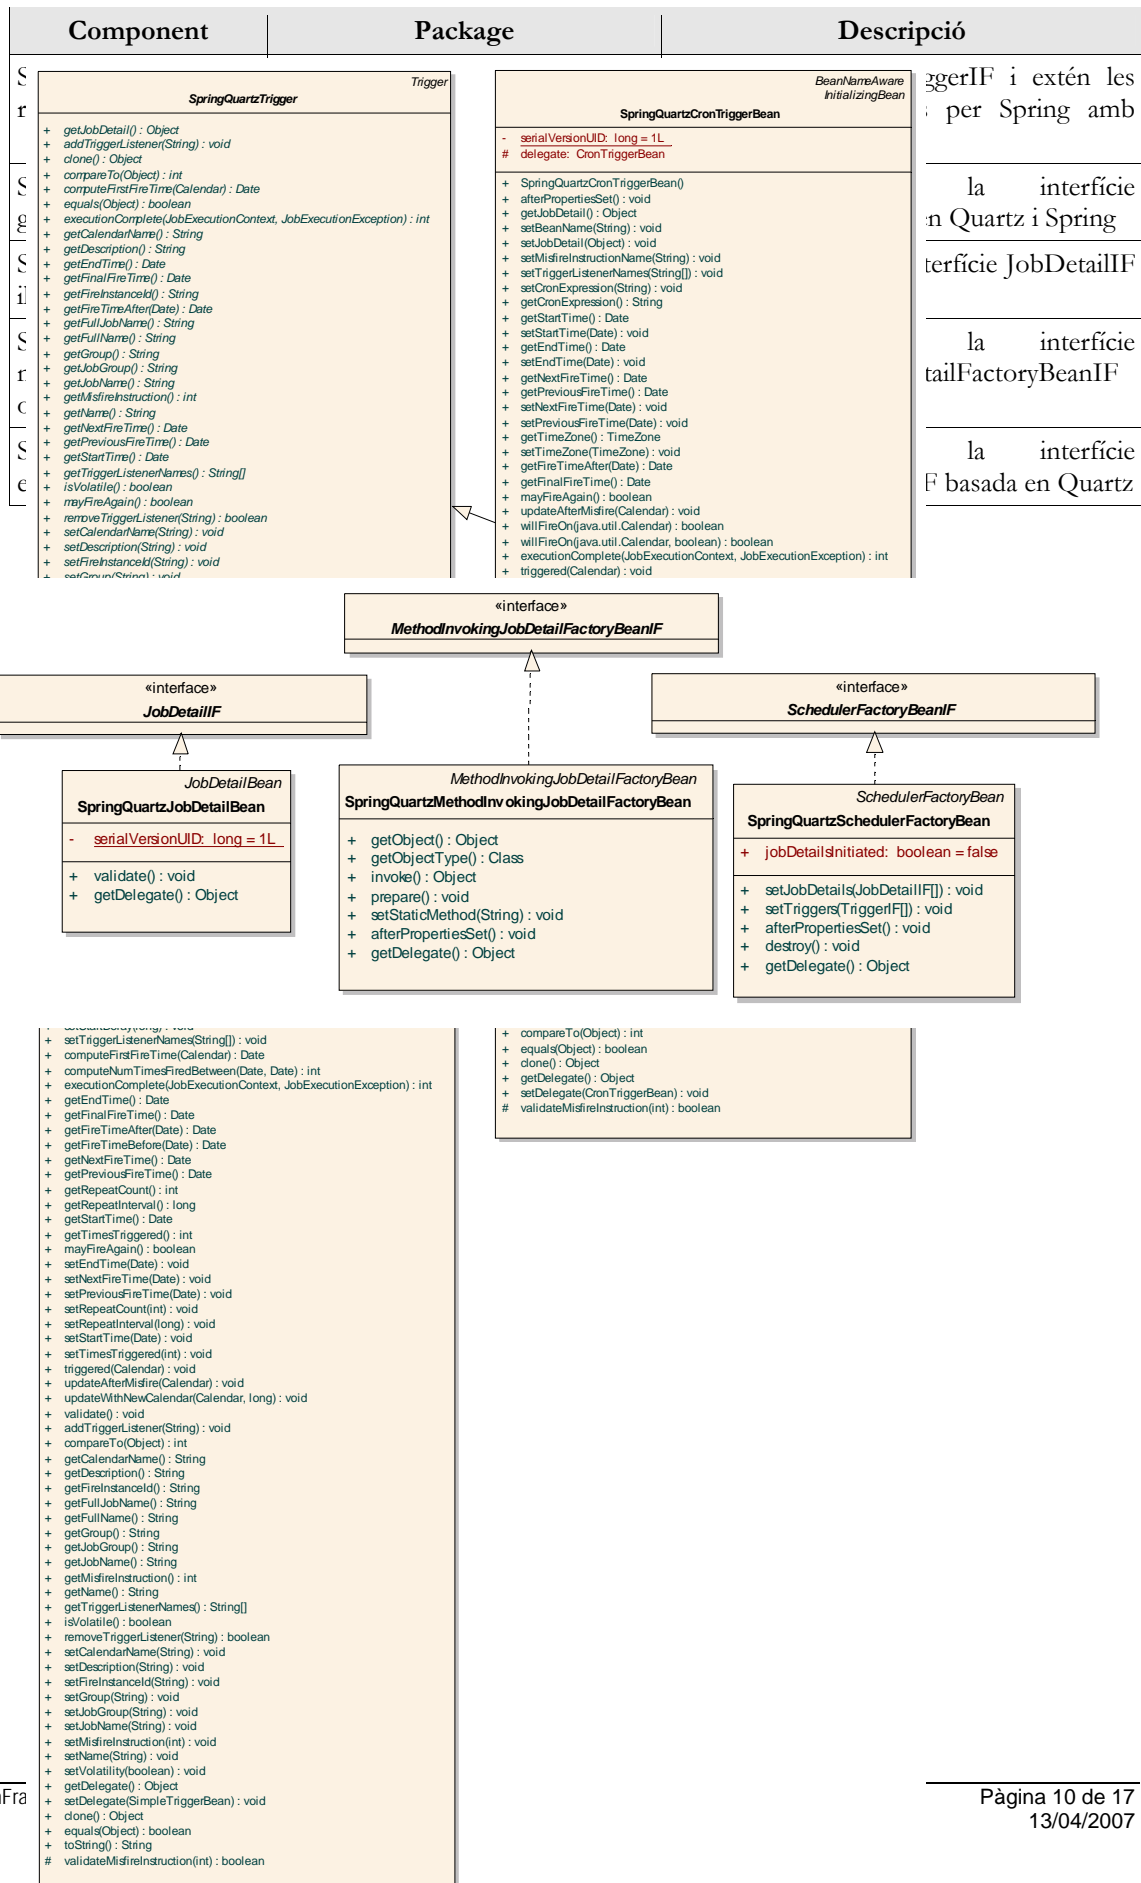 Component Package Descripció
ggerIF i extén les
per Spring amb
la interfície
en Quartz i Spring
terfície JobDetailIF
la interfície
tailFactoryBeanIF
la interfície
F basada en Quartz
Trigger
SpringQuartzTrigger
+ getJobDetail() : Object
+ addTriggerListener(String) : void
+ clone() : Object
+ compareTo(Object) : int
+ computeFirstFireTime(Calendar) : Date
+ equals(Object) : boolean
+ executionComplete(JobExecutionContext, JobExecutionException) : int
+ getCalendarName() : String
+ getDescription() : String
+ getEndTime() : Date
+ getFinalFireTime() : Date
+ getFireInstanceId() : String
+ getFireTimeAfter(Date) : Date
+ getFullJobName() : String
+ getFullName() : String
+ getGroup() : String
+ getJobGroup() : String
+ getJobName() : String
+ getMisfireInstruction() : int
+ getName() : String
+ getNextFireTime() : Date
+ getPreviousFireTime() : Date
+ getStartTime() : Date
+ getTriggerListenerNames() : String[]
+ isVolatile() : boolean
+ mayFireAgain() : boolean
+ removeTriggerListener(String) : boolean
+ setCalendarName(String) : void
+ setDescription(String) : void
+ setFireInstanceId(String) : void
+ setGroup(String) : void
BeanNameAware
InitializingBean
SpringQuartzCronTriggerBean
- serialVersionUID: long = 1L
# delegate: CronTriggerBean
+ SpringQuartzCronTriggerBean()
+ afterPropertiesSet() : void
+ getJobDetail() : Object
+ setBeanName(String) : void
+ setJobDetail(Object) : void
+ setMisfireInstructionName(String) : void
+ setTriggerListenerNames(String[]) : void
+ setCronExpression(String) : void
+ getCronExpression() : String
+ getStartTime() : Date
+ setStartTime(Date) : void
+ getEndTime() : Date
+ setEndTime(Date) : void
+ getNextFireTime() : Date
+ getPreviousFireTime() : Date
+ setNextFireTime(Date) : void
+ setPreviousFireTime(Date) : void
+ getTimeZone() : TimeZone
+ setTimeZone(TimeZone) : void
+ getFireTimeAfter(Date) : Date
+ getFinalFireTime() : Date
+ mayFireAgain() : boolean
+ updateAfterMisfire(Calendar) : void
+ willFireOn(java.util.Calendar) : boolean
+ willFireOn(java.util.Calendar, boolean) : boolean
+ executionComplete(JobExecutionContext, JobExecutionException) : int
+ triggered(Calendar) : void
«interface»
MethodInvokingJobDetailFactoryBeanIF
«interface»
JobDetailIF
«interface»
SchedulerFactoryBeanIF
JobDetailBean
SpringQuartzJobDetailBean
- serialVersionUID: long = 1L
+ validate() : void
+ getDelegate() : Object
MethodInvokingJobDetailFactoryBean
SpringQuartzMethodInvokingJobDetailFactoryBean
+ getObject() : Object
+ getObjectType() : Class
+ invoke() : Object
+ prepare() : void
+ setStaticMethod(String) : void
+ afterPropertiesSet() : void
+ getDelegate() : Object
SchedulerFactoryBean
SpringQuartzSchedulerFactoryBean
+ jobDetailsInitiated: boolean = false
+ setJobDetails(JobDetailIF[]) : void
+ setTriggers(TriggerIF[]) : void
+ afterPropertiesSet() : void
+ destroy() : void
+ getDelegate() : Object
+ setStartDelay(long) : void
+ setTriggerListenerNames(String[]) : void
+ computeFirstFireTime(Calendar) : Date
+ computeNumTimesFiredBetween(Date, Date) : int
+ executionComplete(JobExecutionContext, JobExecutionException) : int
+ getEndTime() : Date
+ getFinalFireTime() : Date
+ getFireTimeAfter(Date) : Date
+ getFireTimeBefore(Date) : Date
+ getNextFireTime() : Date
+ getPreviousFireTime() : Date
+ getRepeatCount() : int
+ getRepeatInterval() : long
+ getStartTime() : Date
+ getTimesTriggered() : int
+ mayFireAgain() : boolean
+ setEndTime(Date) : void
+ setNextFireTime(Date) : void
+ setPreviousFireTime(Date) : void
+ setRepeatCount(int) : void
+ setRepeatInterval(long) : void
+ setStartTime(Date) : void
+ setTimesTriggered(int) : void
+ triggered(Calendar) : void
+ updateAfterMisfire(Calendar) : void
+ updateWithNewCalendar(Calendar, long) : void
+ validate() : void
+ addTriggerListener(String) : void
+ compareTo(Object) : int
+ getCalendarName() : String
+ getDescription() : String
+ getFireInstanceId() : String
+ getFullJobName() : String
+ getFullName() : String
+ getGroup() : String
+ getJobGroup() : String
+ getJobName() : String
+ getMisfireInstruction() : int
+ getName() : String
+ getTriggerListenerNames() : String[]
+ isVolatile() : boolean
+ removeTriggerListener(String) : boolean
+ setCalendarName(String) : void
+ setDescription(String) : void
+ setFireInstanceId(String) : void
+ setGroup(String) : void
+ setJobGroup(String) : void
+ setJobName(String) : void
+ setMisfireInstruction(int) : void
+ setName(String) : void
+ setVolatility(boolean) : void
+ getDelegate() : Object
+ setDelegate(SimpleTriggerBean) : void
+ clone() : Object
+ equals(Object) : boolean
+ toString() : String
# validateMisfireInstruction(int) : boolean
+ compareTo(Object) : int
+ equals(Object) : boolean
+ clone() : Object
+ getDelegate() : Object
+ setDelegate(CronTriggerBean) : void
# validateMisfireInstruction(int) : boolean
Fra
Pàgina 10 de 17
13/04/2007